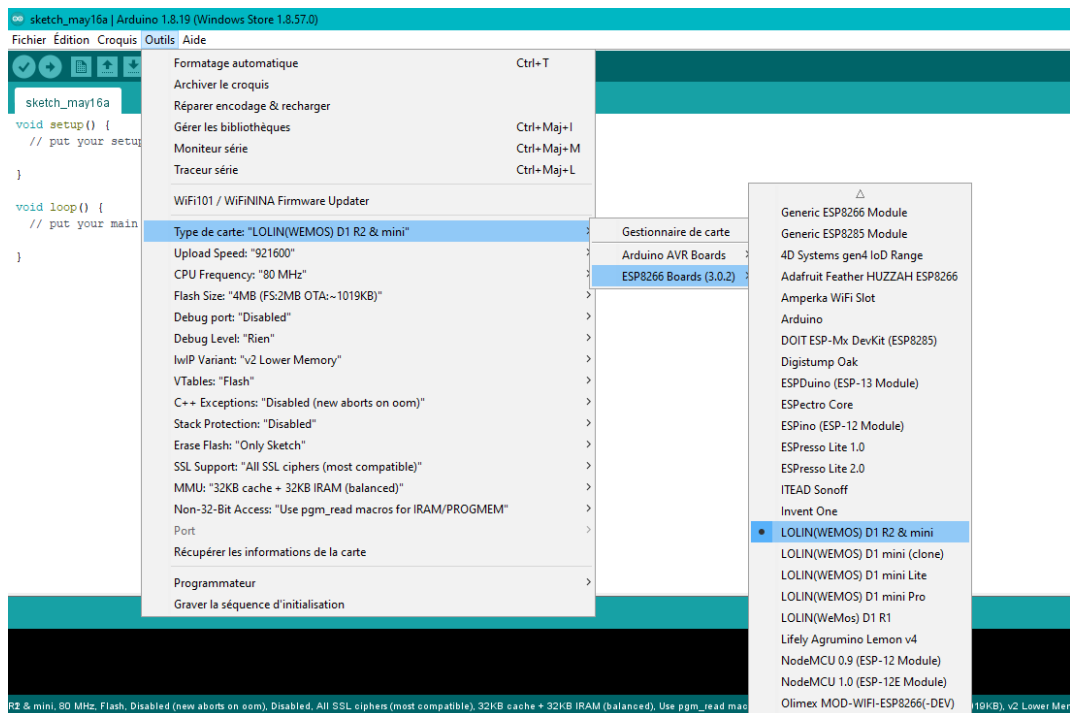 sketch_may16a | Arduino 1.8.19 (Windows Store 1.8.57.0)
Fichier Édition Croquis Outils Aide
sketch_may16a
void setup() {
// put your setup
}
void loop() {
// put your main
}
Formatage automatique Ctrl+T
Archiver le croquis
Réparer encodage & recharger
Gérer les bibliothèques Ctrl+Maj+I
Moniteur série Ctrl+Maj+M
Traceur série Ctrl+Maj+L
WiFi101 / WiFiNINA Firmware Updater
Type de carte: "LOLIN(WEMOS) D1 R2 & mini"
Upload Speed: "921600"
CPU Frequency: "80 MHz"
Flash Size: "4MB (FS:2MB OTA:~1019KB)"
Debug port: "Disabled"
Debug Level: "Rien"
lwIP Variant: "v2 Lower Memory"
VTables: "Flash"
C++ Exceptions: "Disabled (new aborts on oom)"
Stack Protection: "Disabled"
Erase Flash: "Only Sketch"
SSL Support: "All SSL ciphers (most compatible)"
MMU: "32KB cache + 32KB IRAM (balanced)"
Non-32-Bit Access: "Use pgm_read macros for IRAM/PROGMEM"
Port
Récupérer les informations de la carte
Programmateur
Graver la séquence d'initialisation
Gestionnaire de carte
Arduino AVR Boards
ESP8266 Boards (3.0.2)
Generic ESP8266 Module
Generic ESP8285 Module
4D Systems gen4 IoD Range
Adafruit Feather HUZZAH ESP8266
Amperka WiFi Slot
Arduino
DOIT ESP-Mx DevKit (ESP8285)
Digistump Oak
ESPDuino (ESP-13 Module)
ESPectro Core
ESPino (ESP-12 Module)
ESPresso Lite 1.0
ESPresso Lite 2.0
ITEAD Sonoff
Invent One
LOLIN(WEMOS) D1 R2 & mini
LOLIN(WEMOS) D1 mini (clone)
LOLIN(WEMOS) D1 mini Lite
LOLIN(WEMOS) D1 mini Pro
LOLIN(WeMos) D1 R1
Lifely Agrumino Lemon v4
NodeMCU 0.9 (ESP-12 Module)
NodeMCU 1.0 (ESP-12E Module)
Olimex MOD-WIFI-ESP8266(-DEV)
& mini, 80 MHz, Flash, Disabled (new aborts on oom), Disabled, All SSL ciphers (most compatible), 32KB cache + 32KB IRAM (balanced), Use pgm_read mac 19KB), v2 Lower Mer